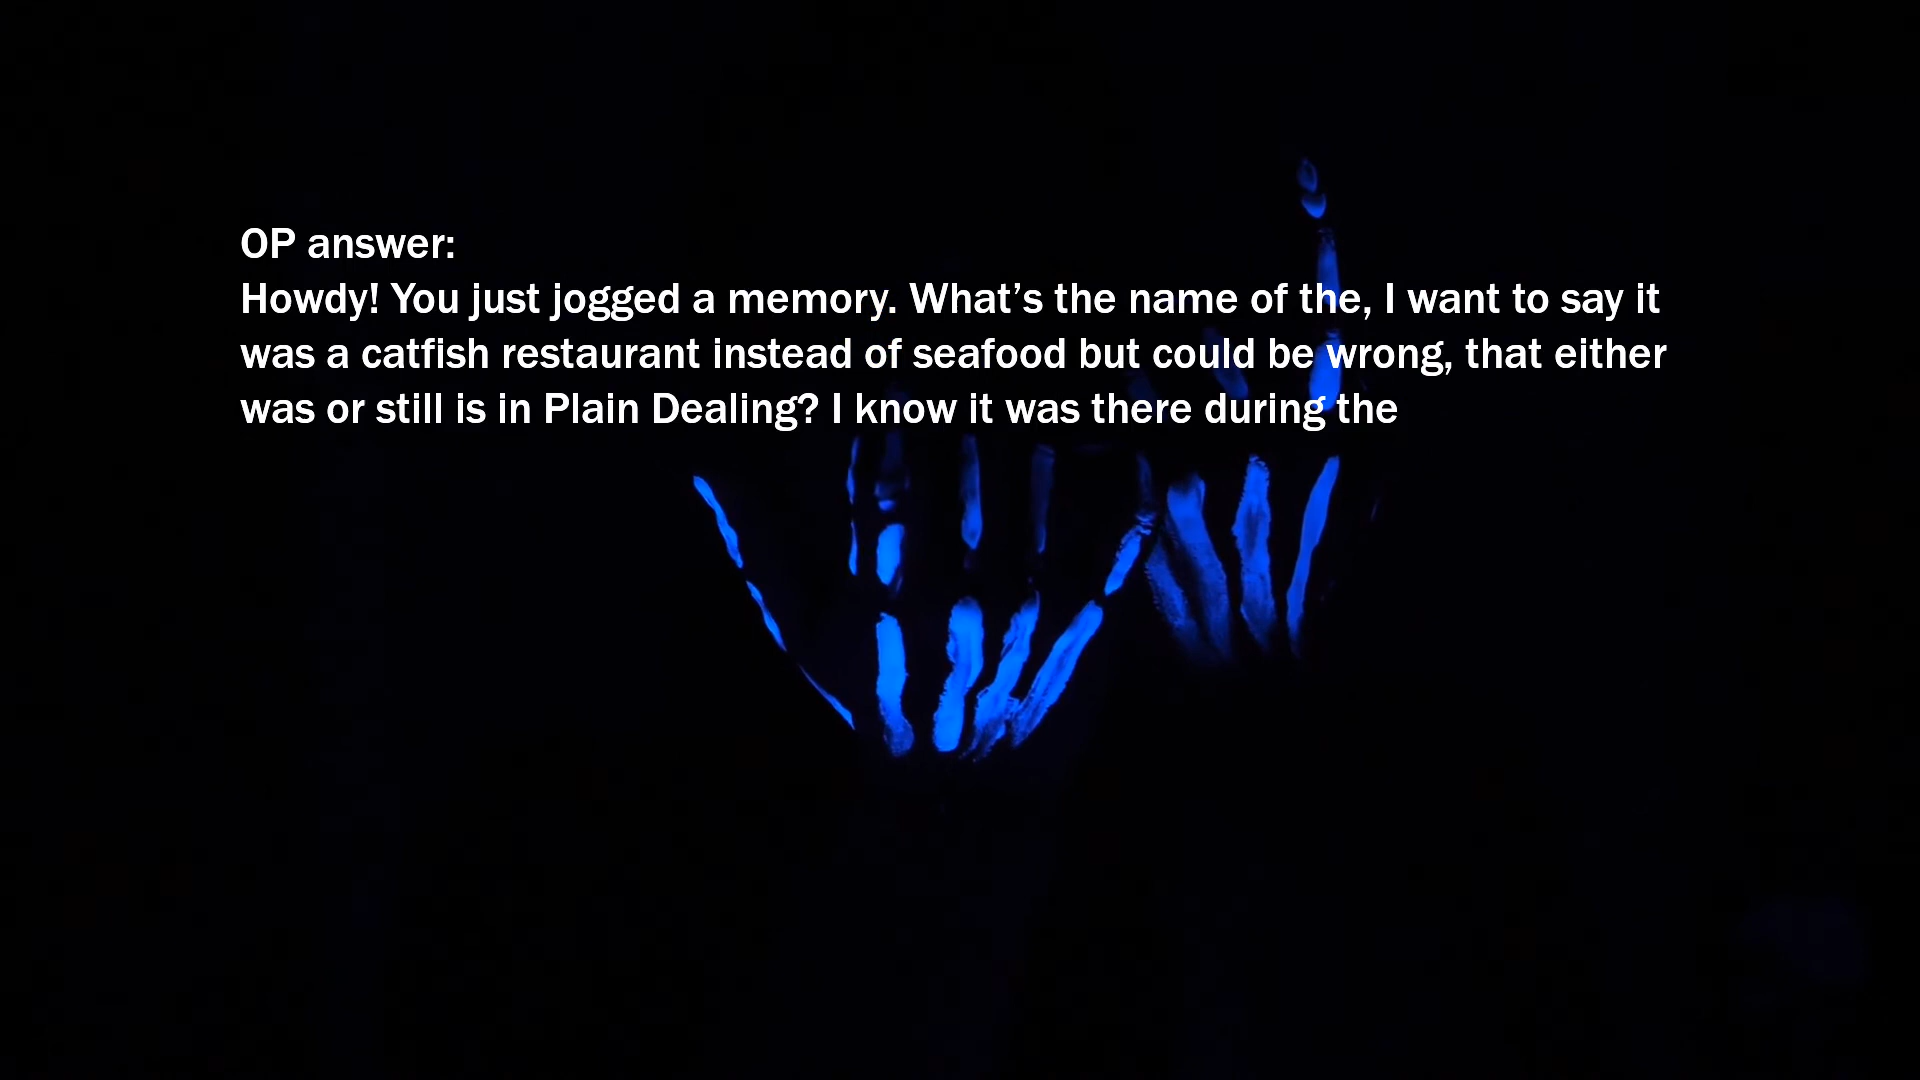 OP answer:
Howdy! You just jogged a memory. What’s the name of the, I want to say it
was a catfish restaurant instead of seafood but could be wrong, that either
was or still is in Plain Dealing? I know it was there during the